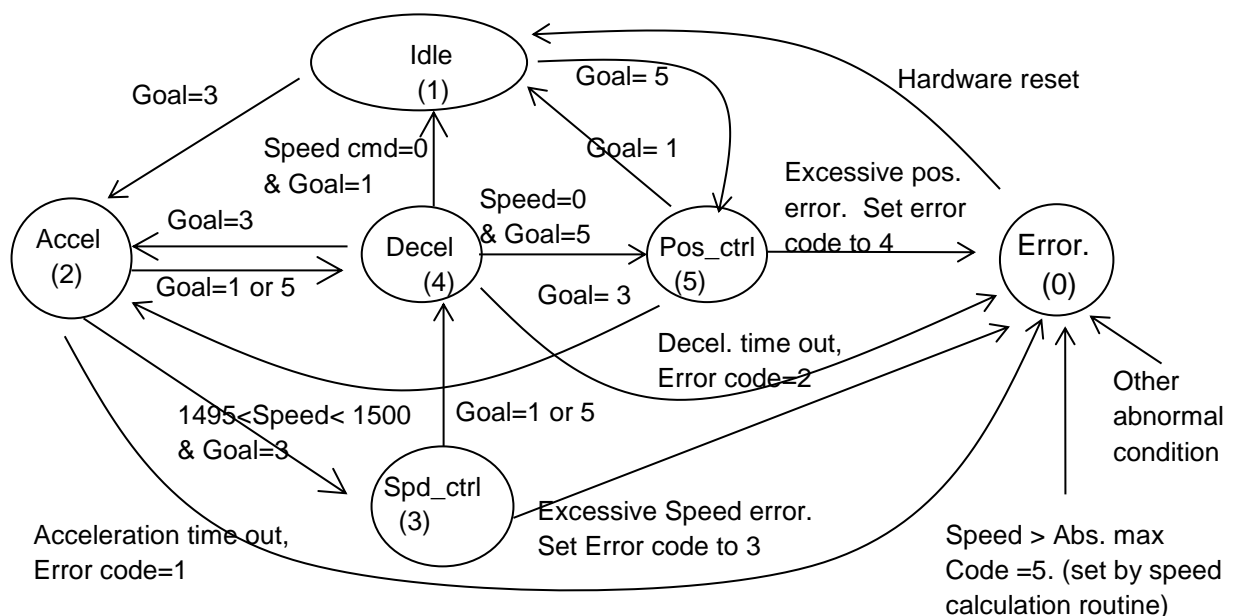 Idle
(1)
Goal=3
Goal= 5
Hardware reset
Speed cmd=0
& Goal=1
Goal= 1
Speed=0
& Goal=5
Excessive pos.
error.  Set error
code to 4
Accel
(2)
Goal=3
Goal=1 or 5
Decel
(4)
Pos_ctrl
(5)
Error.
(0)
Goal= 3
Decel. time out,
Error code=2
Other
abnormal
condition
1495<Speed< 1500
& Goal=3
Goal=1 or 5
Spd_ctrl
(3)
Acceleration time out,
Error code=1
Excessive Speed error.
Set Error code to 3
Speed > Abs. max
Code =5. (set by speed
calculation routine)